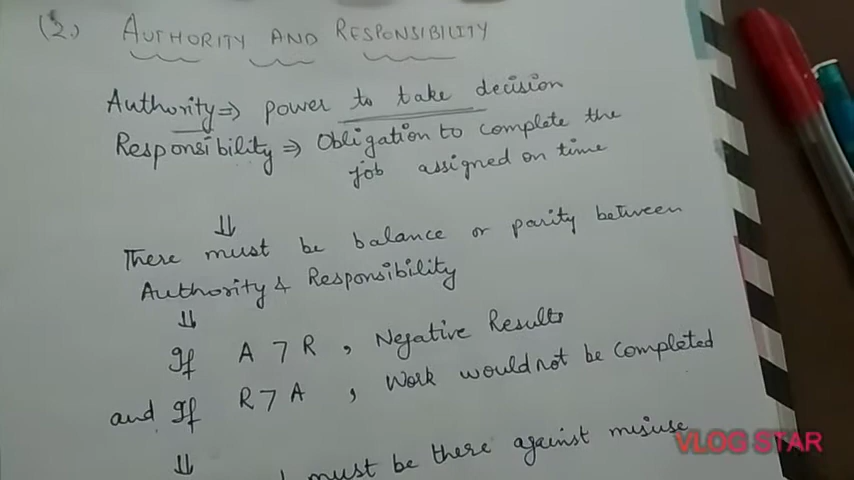 (2.) AUTHORITY AND RESPONSIBILITY
Authority ⇒ power to take decision
Responsibility ⇒ Obligation to complete the
job assigned on time
⇓
There must be balance or parity between
Authority & Responsibility
⇓
If A > R , Negative Results
and If R > A , Work would not be completed
⇓
must be there against misuse
VLOG STAR